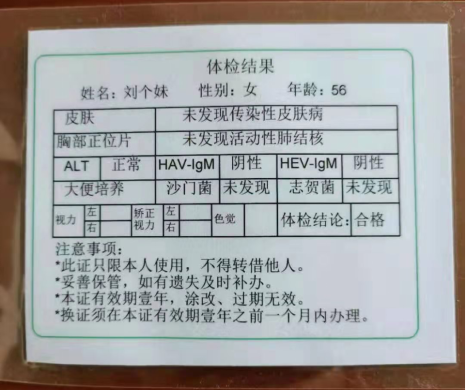 体检结果
姓名：刘个妹 性别：女 年龄：56
皮肤 未发现传染性皮肤病
胸部正位片 未发现活动性肺结核
ALT 正常 HAV-IgM 阴性 HEV-IgM 阴性
大便培养 沙门菌 未发现 志贺菌 未发现
视力 左 右 矫正视力 左 右 色觉 体检结论：合格
注意事项：
*此证只限本人使用，不得转借他人。
*妥善保管，如有遗失及时补办。
*本证有效期壹年，涂改、过期无效。
*换证须在本证有效期壹年之前一个月内办理。